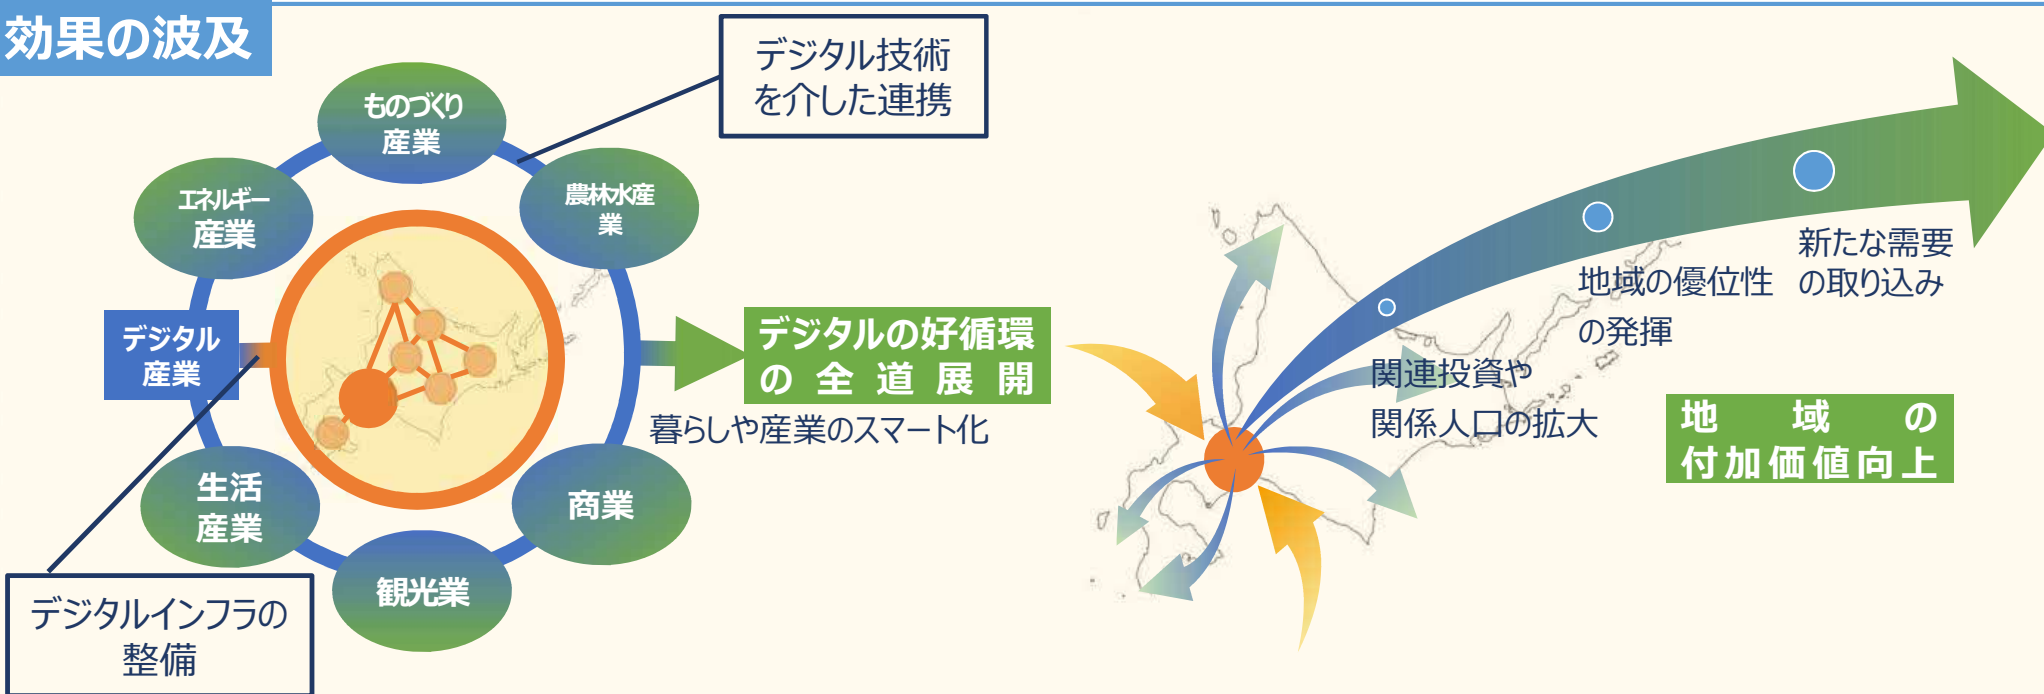 効果の波及
デジタル技術
を介した連携
ものづくり
産業
エネルギー
産業
農林水産
業
デジタル
産業
生活
産業
商業
観光業
デジタルインフラの
整備
デジタルの好循環
の全道展開
暮らしや産業のスマート化
関連投資や
関係人口の拡大
地域の優位性
の発揮
新たな需要
の取り込み
地域の
付加価値向上